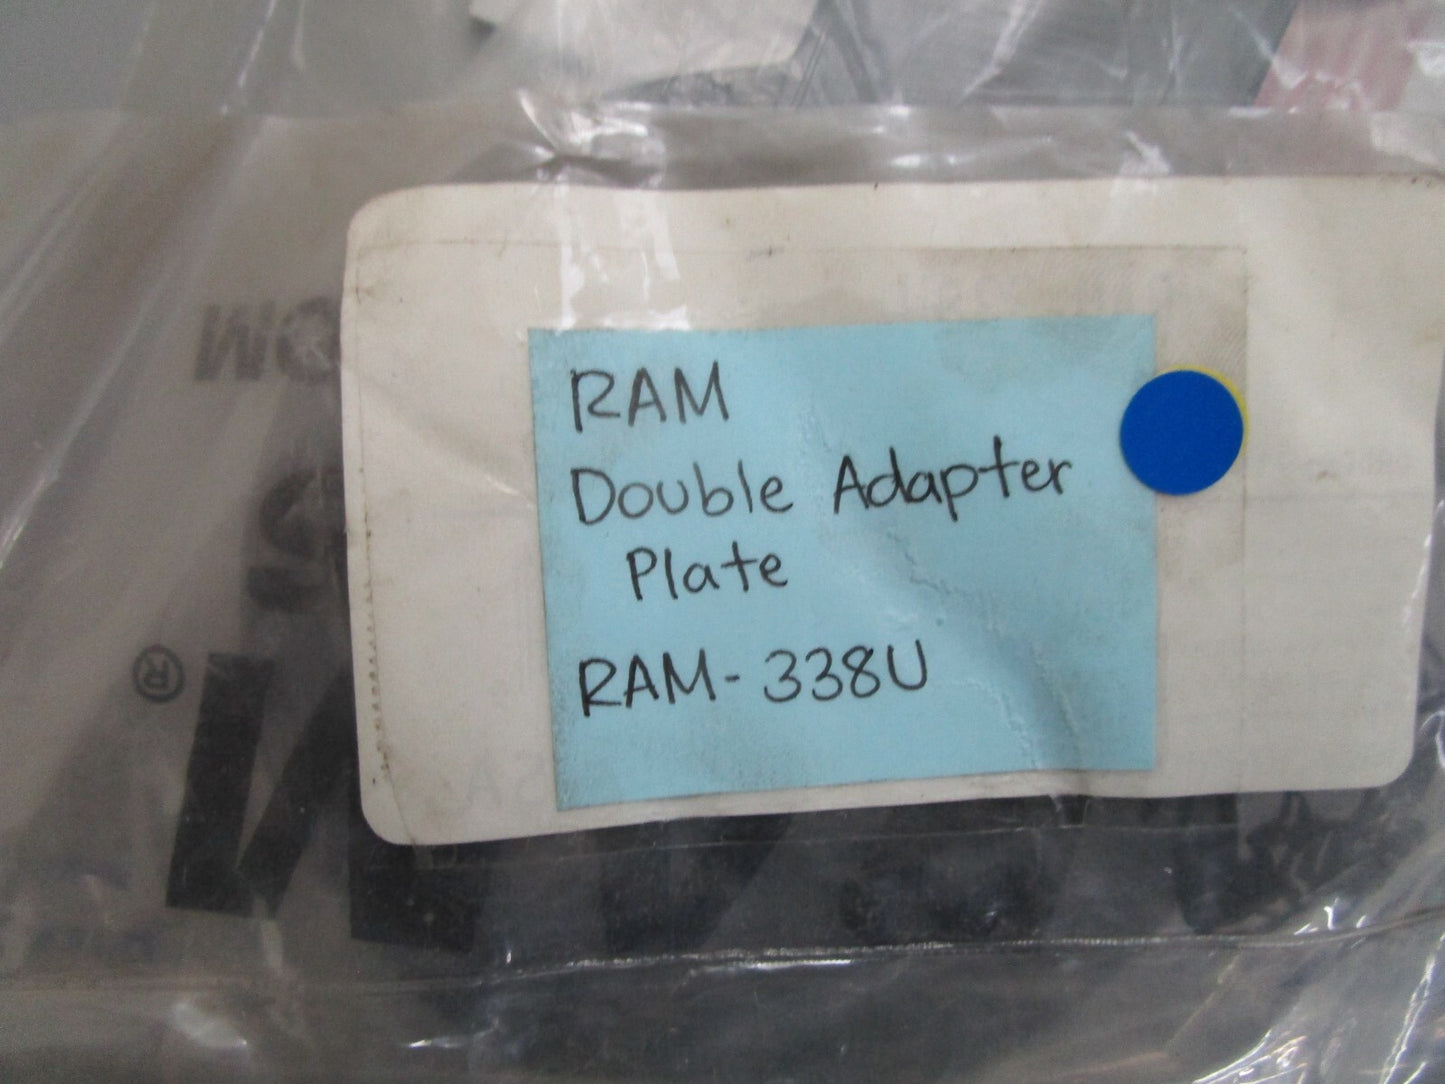 RAM
Double Adapter
Plate
RAM-338U
®